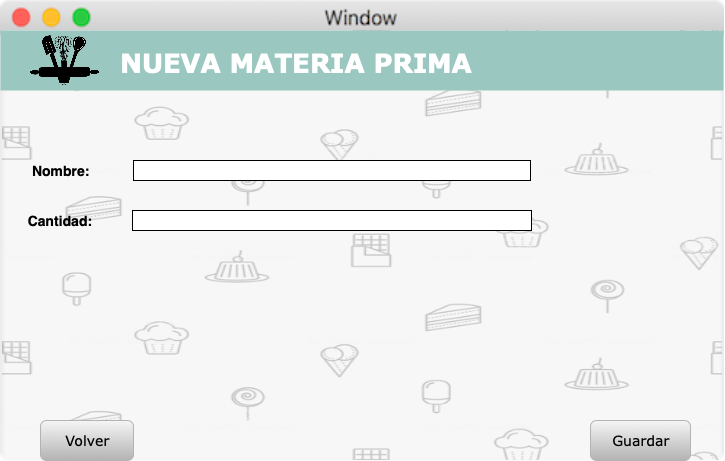 Window
NUEVA MATERIA PRIMA
Nombre:
Cantidad:
Volver
Guardar